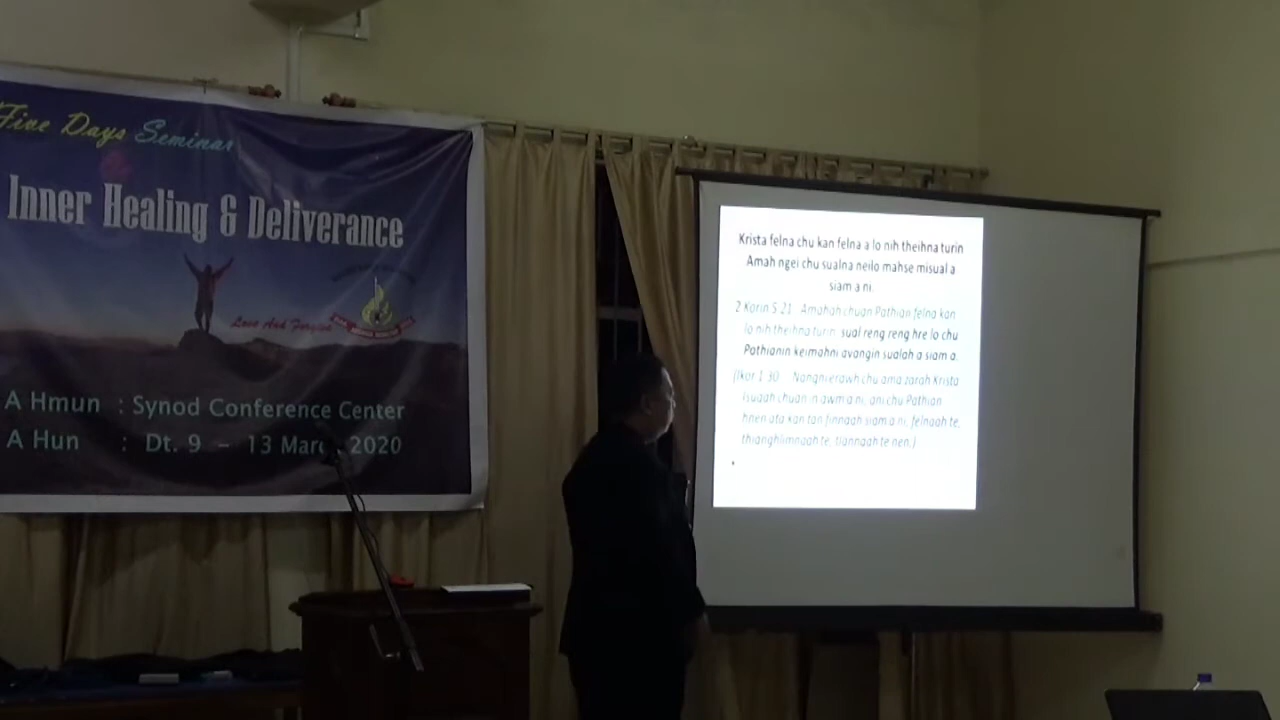 Five Days Seminar
Inner Healing & Deliverance
Love And
A Hmun : Synod Conference Center
A Hun : Dt. 9 - 13 2020
Krista felna chu kan felna a lo nih theihna turin
Amah ngei chu sualna neilo mahse misual a
siam a ni.
2 Korin 5:21 Amahah chuan Pathian felna kan
lo nih theihna turin, sual reng reng hre lo chu
Pathianin keimahni avangin sualah a siam a.
1:30 Nangni erawh chu ama zarah Krista
Isuaah chuan in awm a ni, ani chu Pathian
hnen ata kan tan finnaah siam a ni, felnaah te,
thianghlimnaah te, tlannaah te nen.)